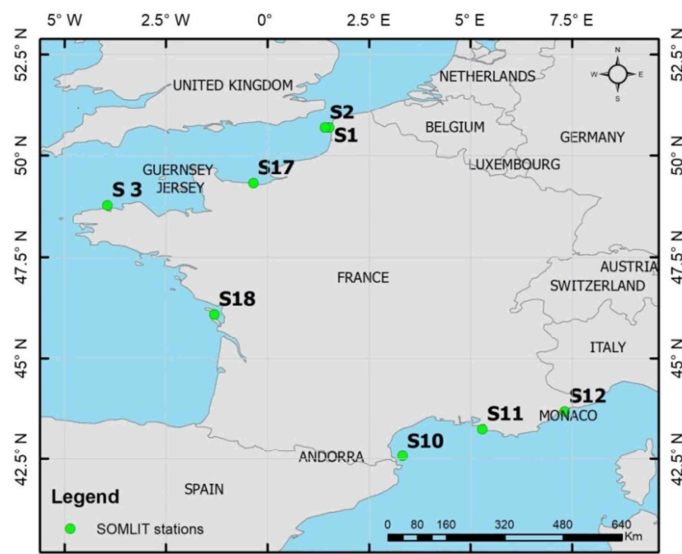 5° W 2.5° W 0° 2.5° E 5° E 7.5° E
52.5° N
50° N
47.5° N
45° N
42.5° N
52.5° N
50° N
47.5° N
45° N
42.5° N
N
W E
S
UNITED KINGDOM
NETHERLANDS
S2
S1
BELGIUM
GERMANY
LUXEMBOURG
GUERNSEY
JERSEY
S17
S 3
FRANCE
AUSTRIA
SWITZERLAND
S18
ITALY
S12
MONACO
S11
S10
ANDORRA
SPAIN
Legend
SOMLIT stations
0 40 80 160 320 480 640
Km